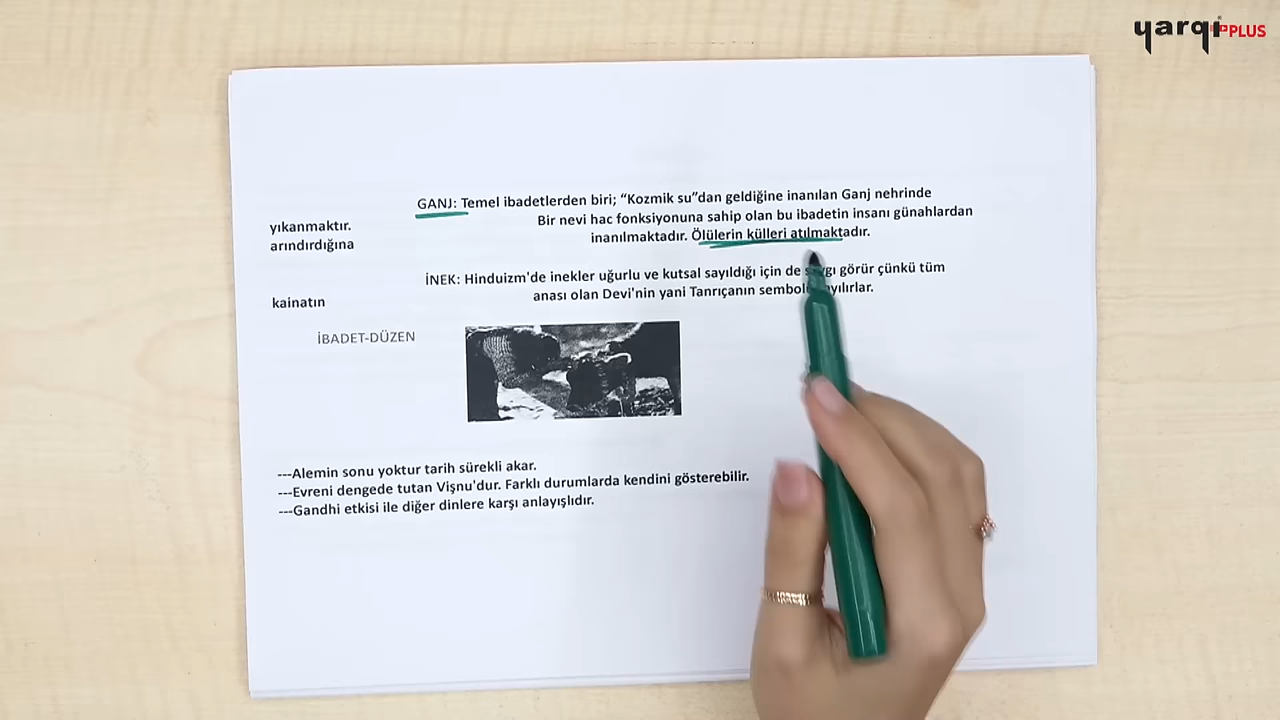 yarqı PLUS
GANJ: Temel ibadetlerden biri; “Kozmik su”dan geldiğine inanılan Ganj nehrinde
yıkanmaktır. Bir nevi hac fonksiyonuna sahip olan bu ibadetin insanı günahlardan
arındırdığına inanılmaktadır. Ölülerin külleri atılmaktadır.
İNEK: Hinduizm'de inekler uğurlu ve kutsal sayıldığı için de görür çünkü tüm
kainatın anası olan Devi'nin yani Tanrıçanın
İBADET-DÜZEN
---Alemin sonu yoktur tarih sürekli akar.
---Evreni dengede tutan Vişnu'dur. Farklı durumlarda kendini gösterebilir.
---Gandhi etkisi ile diğer dinlere karşı anlayışlıdır.